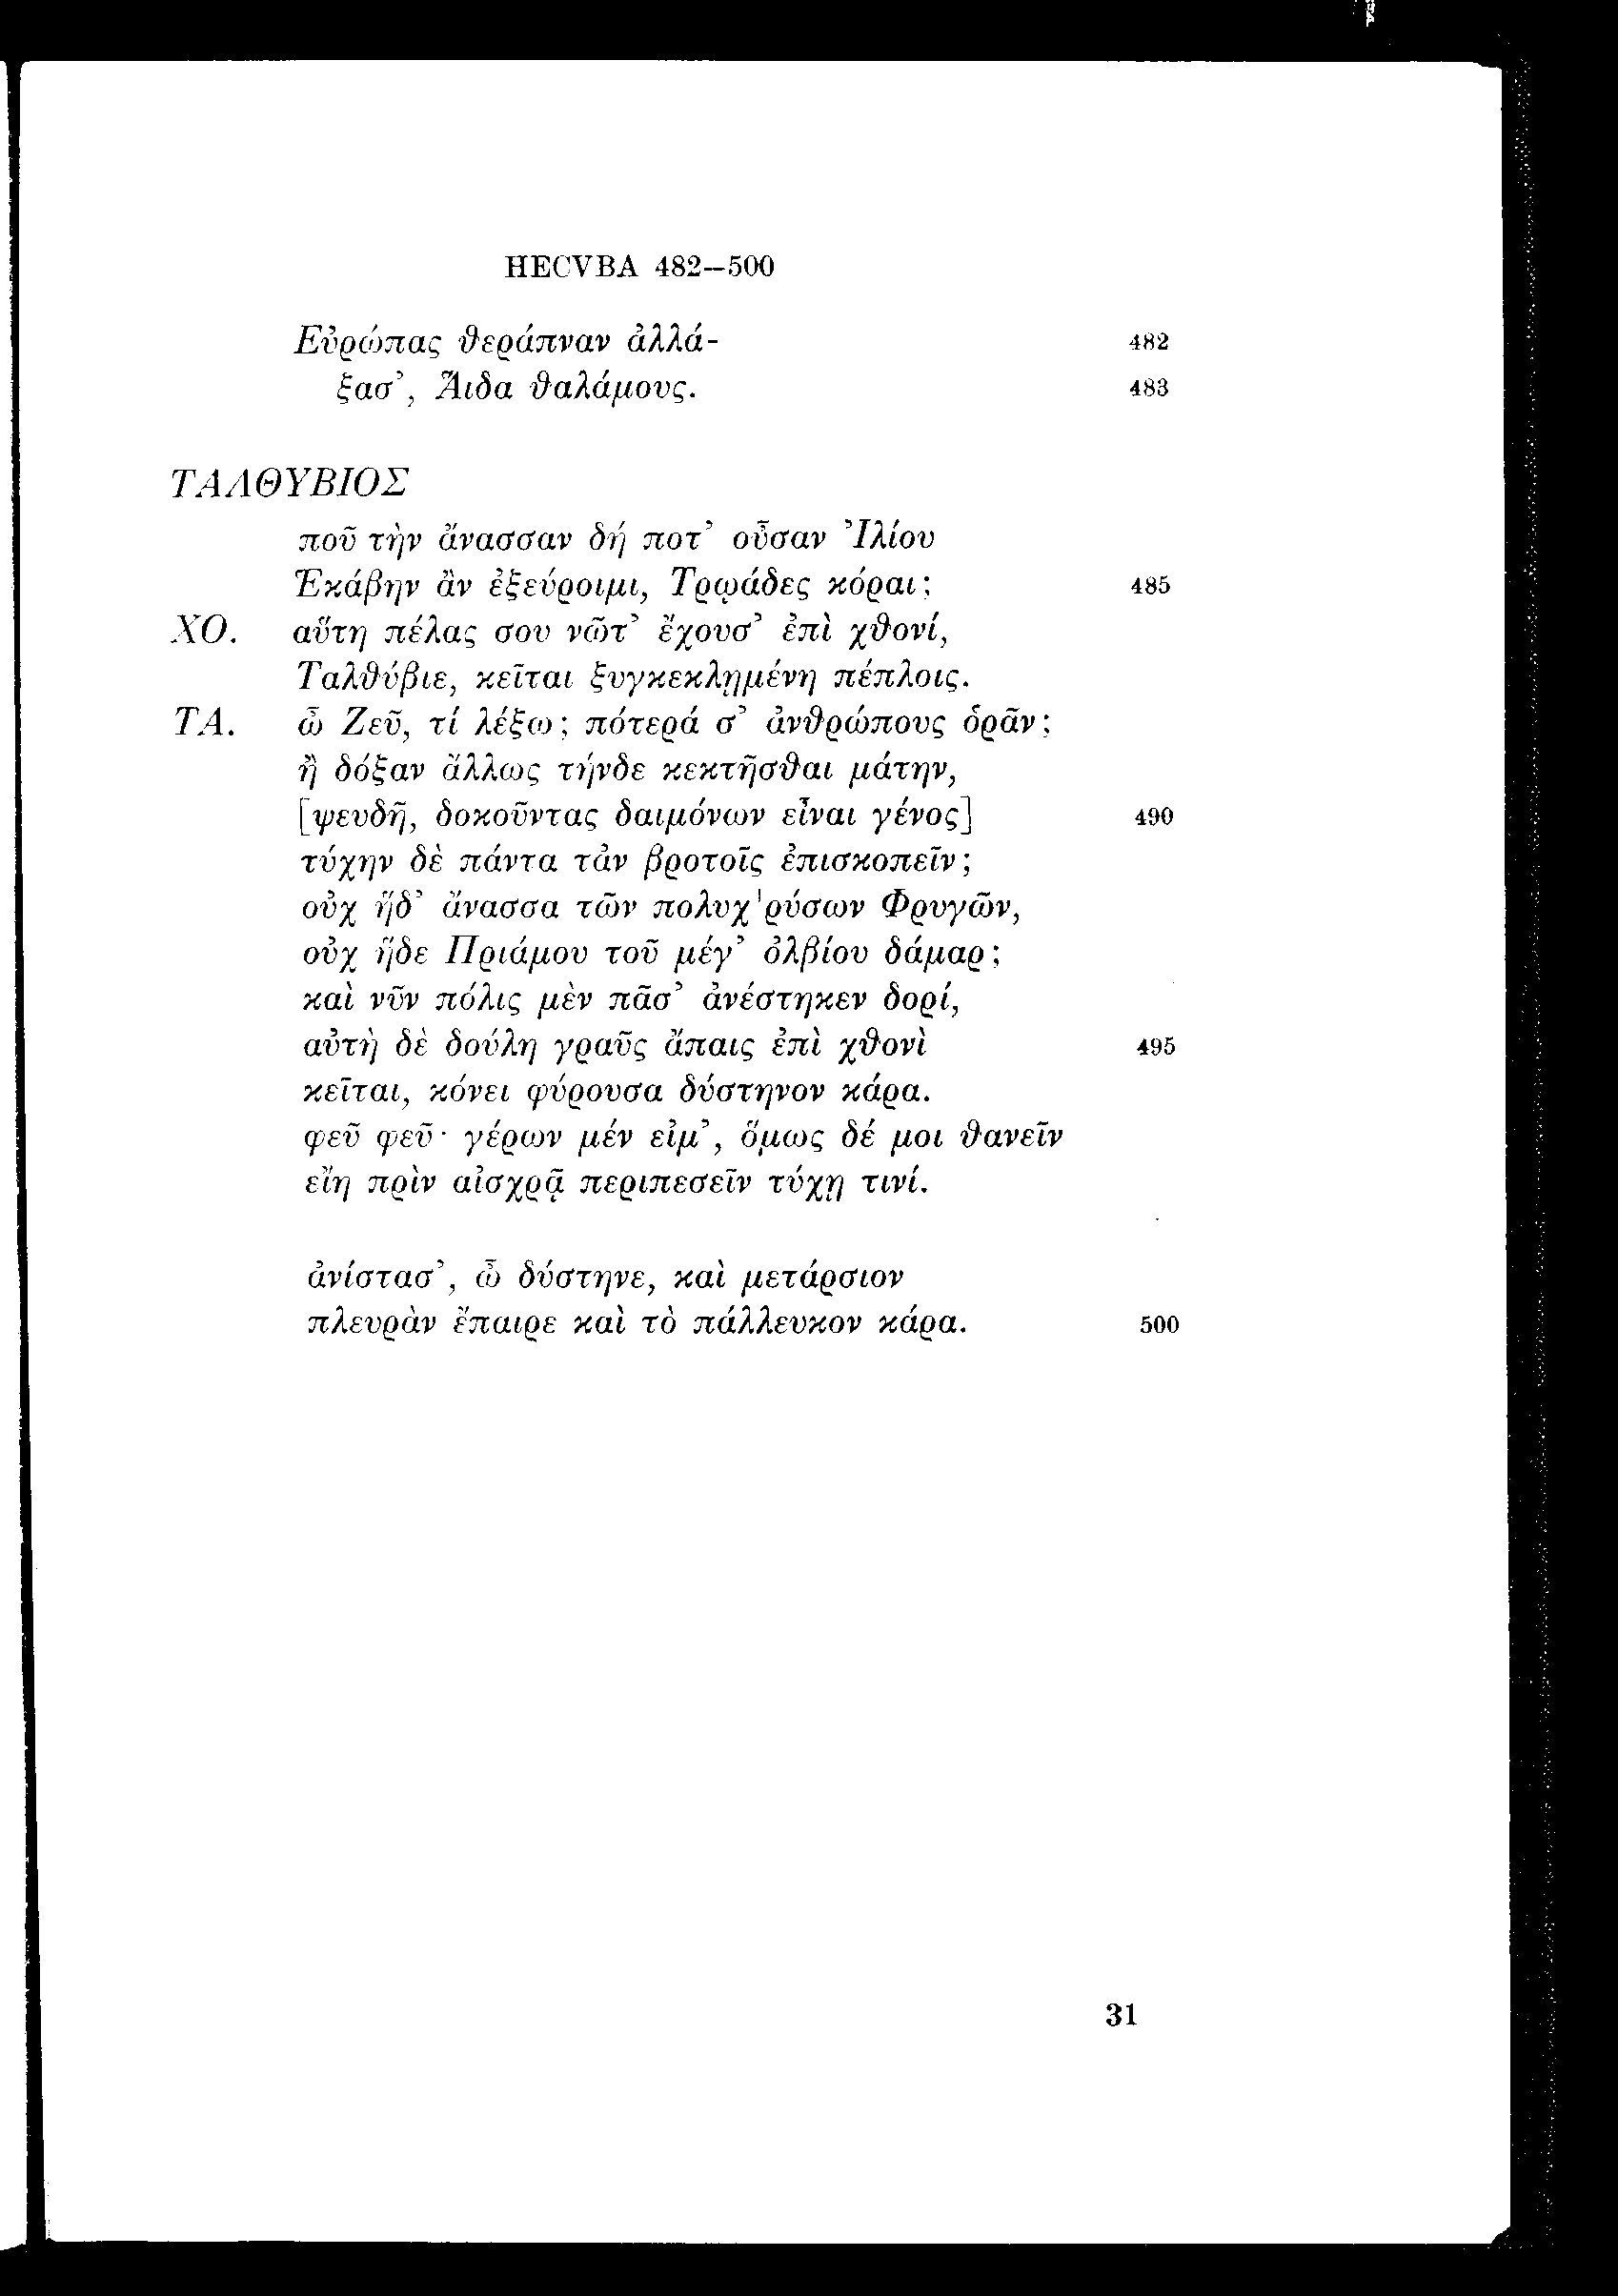 HECVBA 482–500
Εὐρώπας θεράπναν ἀλλά- 482
ξασ’, Ἅιδα θαλάμους. 483
ΤΑΛΘΥΒΙΟΣ
ποῦ τὴν ἄνασσαν δή ποτ’ οὖσαν Ἰλίου
Ἑκάβην ἂν ἐξεύροιμι, Τρῳάδες κόραι; 485
ΧΟ. αὕτη πέλας σου νῶτ’ ἔχουσ’ ἐπὶ χθονί,
Ταλθύβιε, κεῖται ξυγκεκλῃμένη πέπλοις.
ΤΑ. ὦ Ζεῦ, τί λέξω; πότερά σ’ ἀνθρώπους ὁρᾶν;
ἢ δόξαν ἄλλως τήνδε κεκτῆσθαι μάτην,
[ψευδῆ, δοκοῦντας δαιμόνων εἶναι γένος] 490
τύχην δὲ πάντα τἀν βροτοῖς ἐπισκοπεῖν;
οὐχ ἥδ’ ἄνασσα τῶν πολυχρύσων Φρυγῶν,
οὐχ ἥδε Πριάμου τοῦ μέγ’ ὀλβίου δάμαρ;
καὶ νῦν πόλις μὲν πᾶσ’ ἀνέστηκεν δορί,
αὐτὴ δὲ δούλη γραῦς ἄπαις ἐπὶ χθονὶ 495
κεῖται, κόνει φύρουσα δύστηνον κάρα.
φεῦ φεῦ· γέρων μέν εἰμ’, ὅμως δέ μοι θανεῖν
εἴη πρὶν αἰσχρᾷ περιπεσεῖν τύχῃ τινί.
ἀνίστασ’, ὦ δύστηνε, καὶ μετάρσιον
πλευρὰν ἔπαιρε καὶ τὸ πάλλευκον κάρα. 500
31